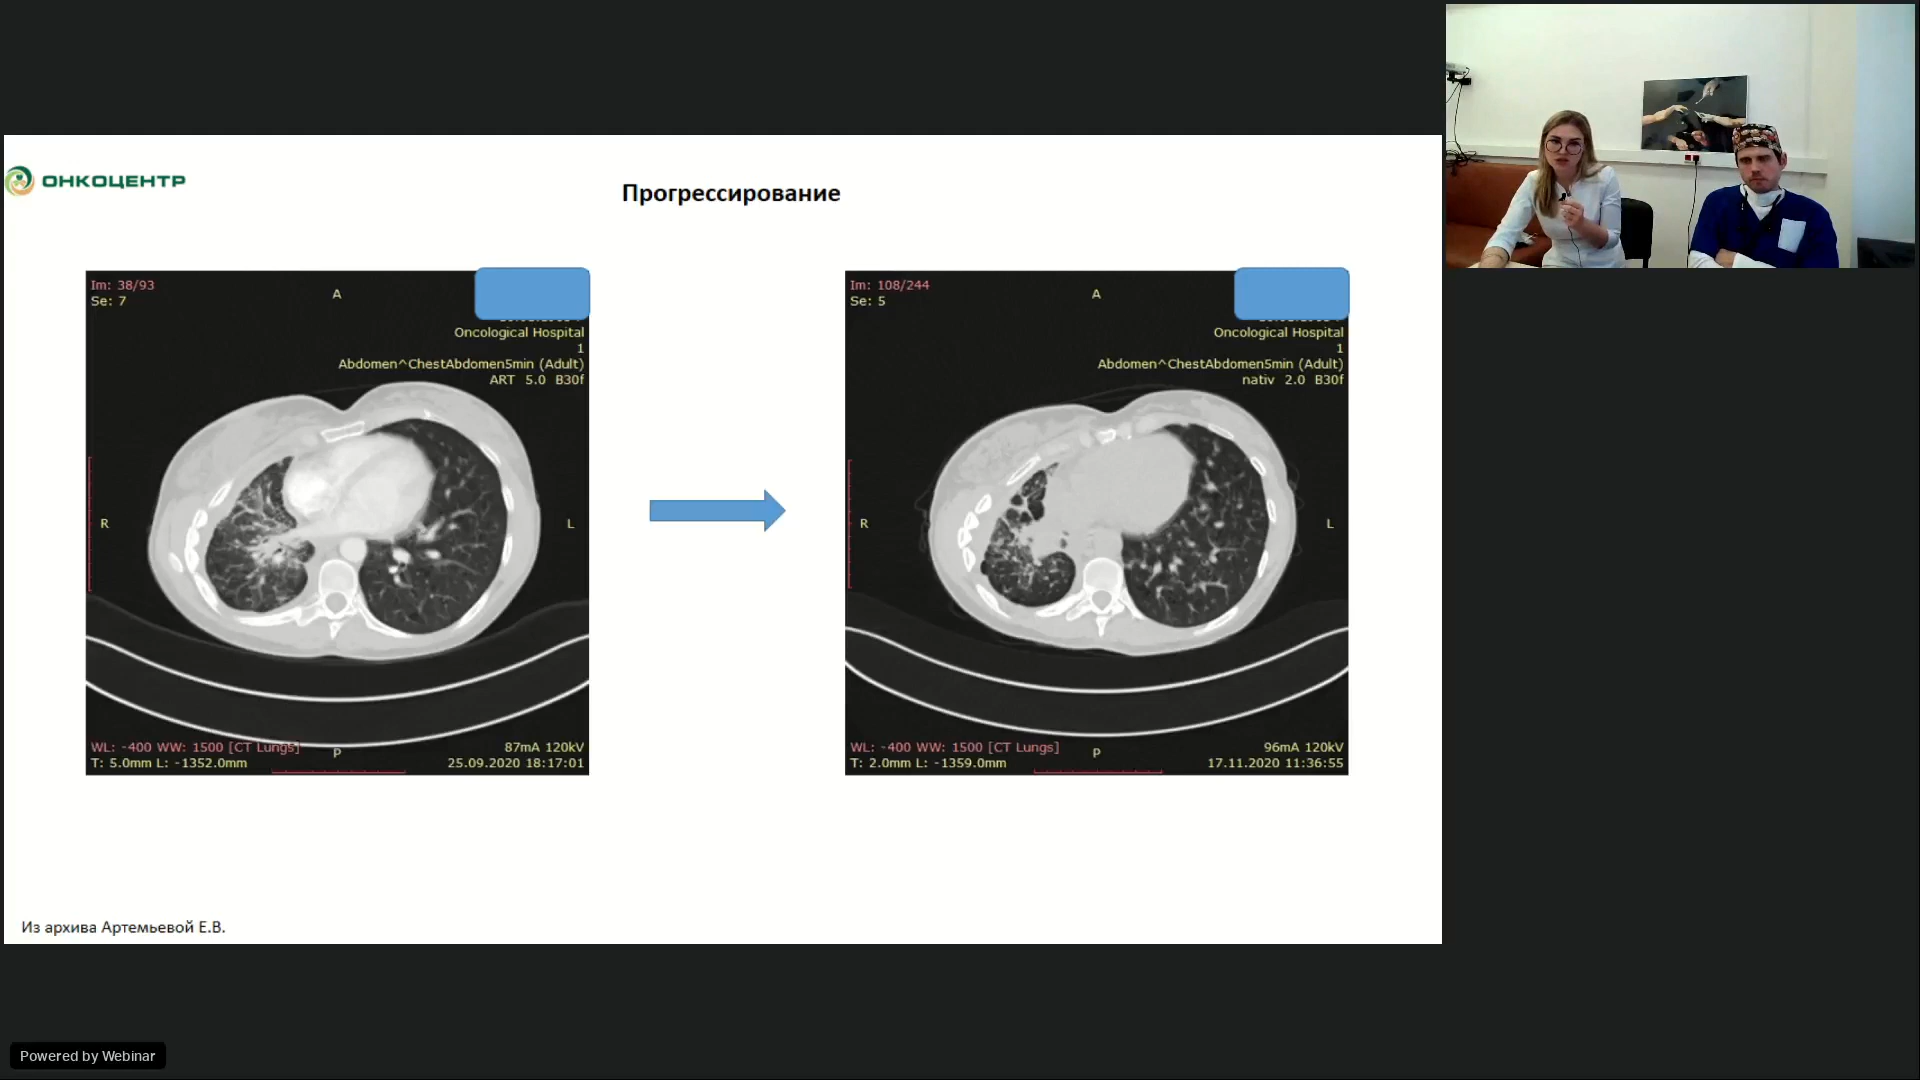 ОНКОЦЕНТР
Прогрессирование
Im: 38/93
Se: 7
A
Oncological Hospital
1
Abdomen^ChestAbdomen5min (Adult)
ART 5.0 B30f
R
L
WL: -400 WW: 1500 [CT Lungs]
T: 5.0mm L: -1352.0mm
P
87mA 120kV
25.09.2020 18:17:01
Im: 108/244
Se: 5
A
Oncological Hospital
1
Abdomen^ChestAbdomen5min (Adult)
nativ 2.0 B30f
R
L
WL: -400 WW: 1500 [CT Lungs]
T: 2.0mm L: -1359.0mm
P
96mA 120kV
17.11.2020 11:36:55
Из архива Артемьевой Е.В.
Powered by Webinar